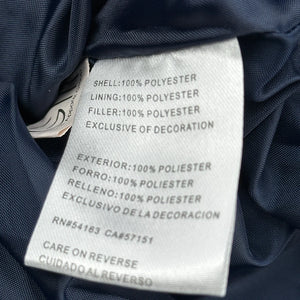 SHELL:100% POLYESTER
LINING:100% POLYESTER
FILLER:100% POLYESTER
EXCLUSIVE OF DECORATION
EXTERIOR:100% POLIESTER
FORRO:100% POLIESTER
RELLENO:100% POLIESTER
EXCLUSIVO DE LA DECORACION
RN#54163 CA#57151
CARE ON REVERSE
CUIDADO AL REVERSO